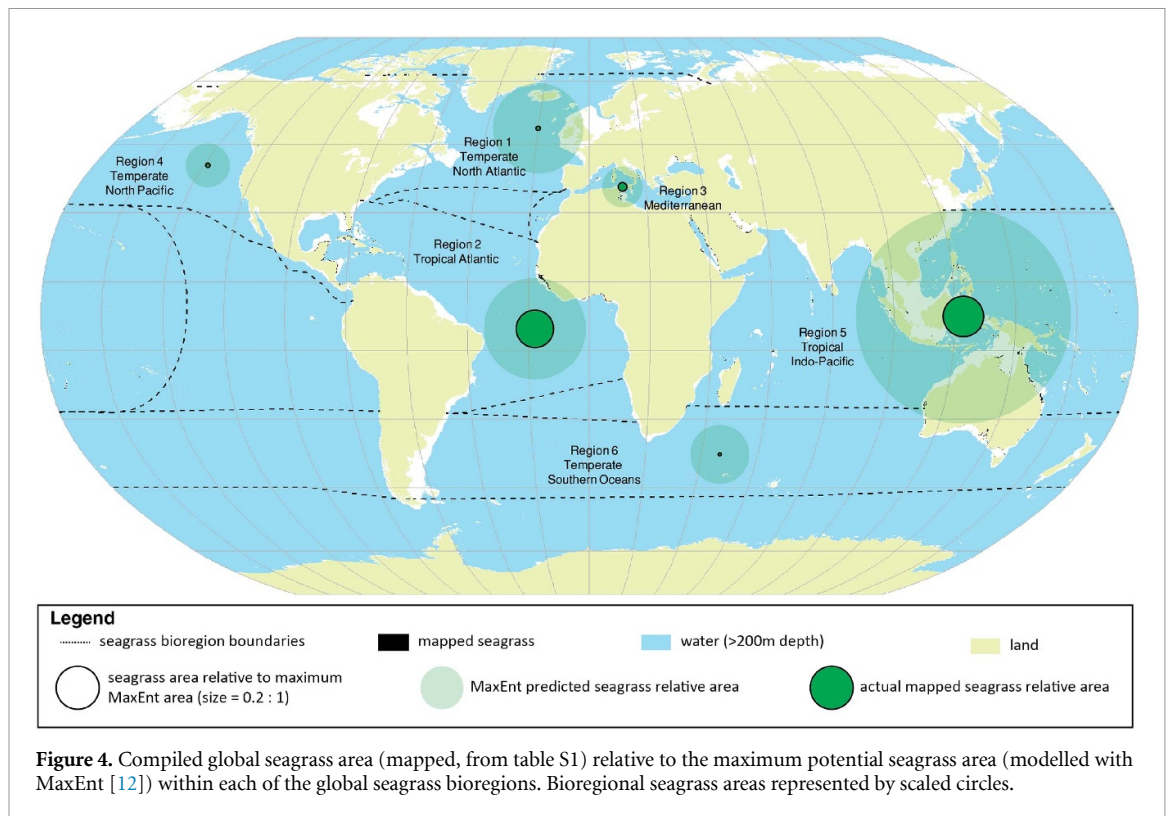 Region 1
Temperate
North Atlantic
Region 4
Temperate
North Pacific
Region 3
Mediterranean
Region 2
Tropical Atlantic
Region 5
Tropical
Indo-Pacific
Region 6
Temperate
Southern Oceans
Legend
seagrass bioregion boundaries
mapped seagrass
water (>200m depth)
land
seagrass area relative to maximum
MaxEnt area (size = 0.2 : 1)
MaxEnt predicted seagrass relative area
actual mapped seagrass relative area
Figure 4. Compiled global seagrass area (mapped, from table S1) relative to the maximum potential seagrass area (modelled with
MaxEnt [12]) within each of the global seagrass bioregions. Bioregional seagrass areas represented by scaled circles.